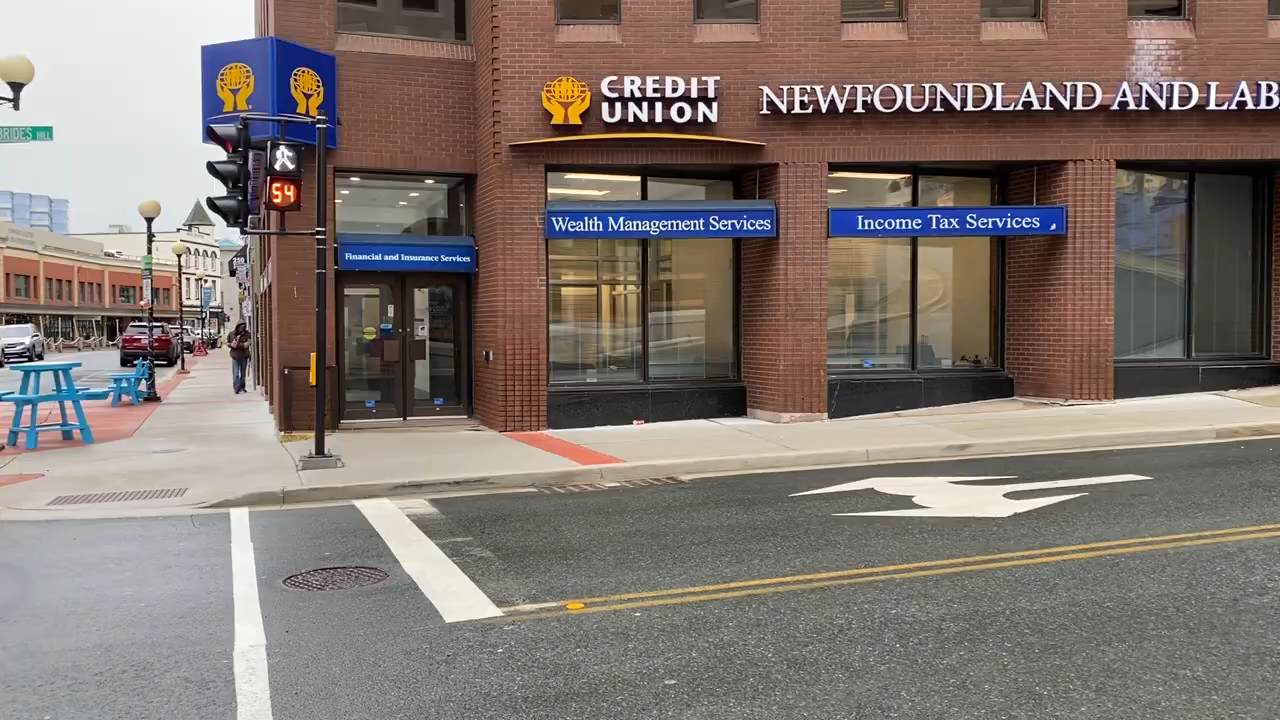 CREDIT
UNION
NEWFOUNDLAND AND LAB
BRIDES HILL
54
Wealth Management Services
Income Tax Services
Financial and Insurance Services